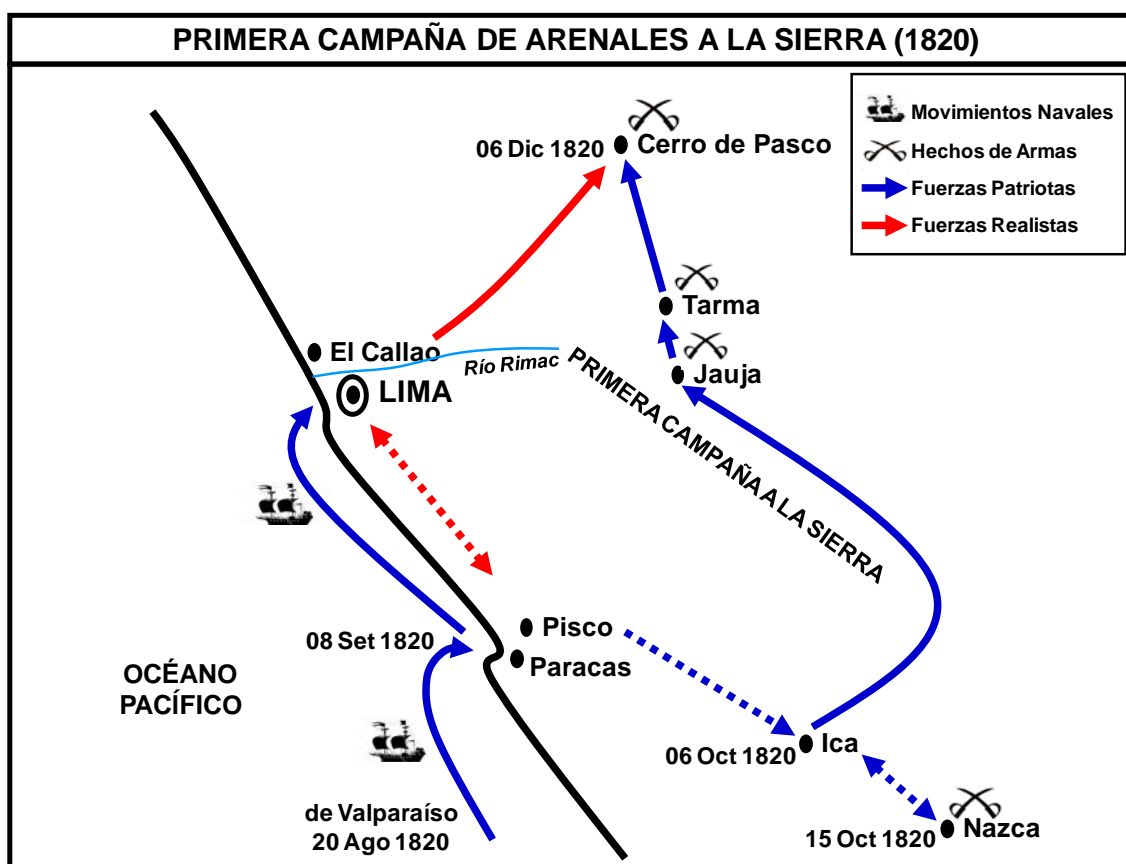 PRIMERA CAMPAÑA DE ARENALES A LA SIERRA (1820)
Movimientos Navales
Hechos de Armas
Fuerzas Patriotas
Fuerzas Realistas
06 Dic 1820
Cerro de Pasco
Tarma
Jauja
El Callao
Río Rimac
LIMA
PRIMERA CAMPAÑA A LA SIERRA
Pisco
08 Set 1820
Paracas
OCÉANO
PACÍFICO
06 Oct 1820
Ica
de Valparaíso
20 Ago 1820
15 Oct 1820
Nazca